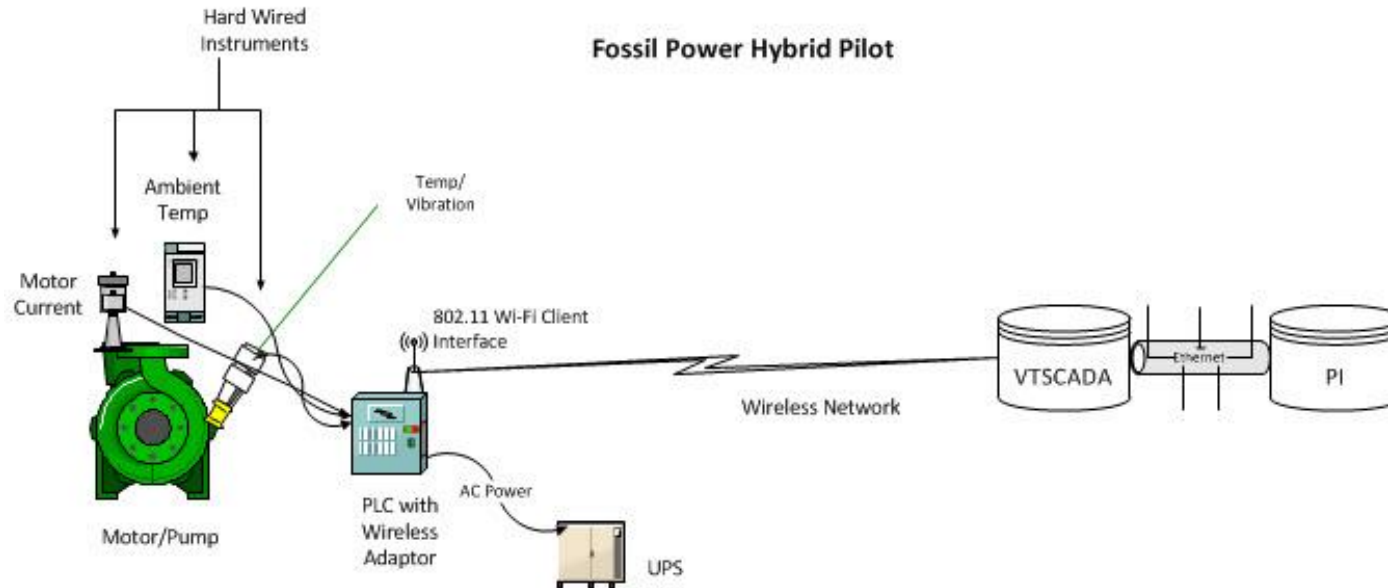 Hard Wired
Instruments
Fossil Power Hybrid Pilot
Ambient
Temp
Temp/
Vibration
Motor
Current
802.11 Wi-Fi Client
Interface
Wireless Network
VTSCADA
Ethernet
PI
AC Power
Motor/Pump
PLC with
Wireless
Adaptor
UPS